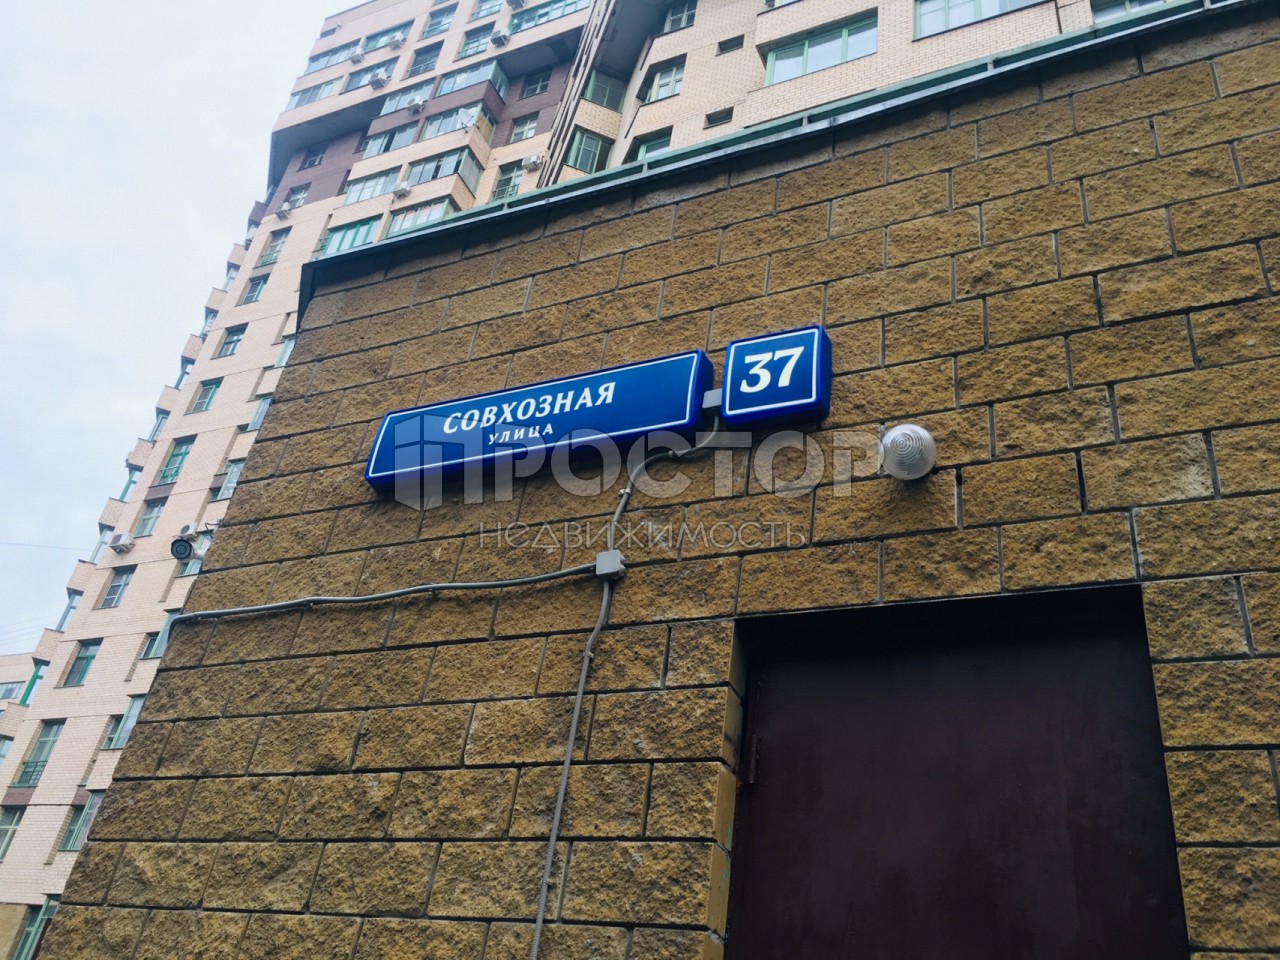 СОВХОЗНАЯ
УЛИЦА
37
ПРОСТОР
НЕДВИЖИМОСТЬ